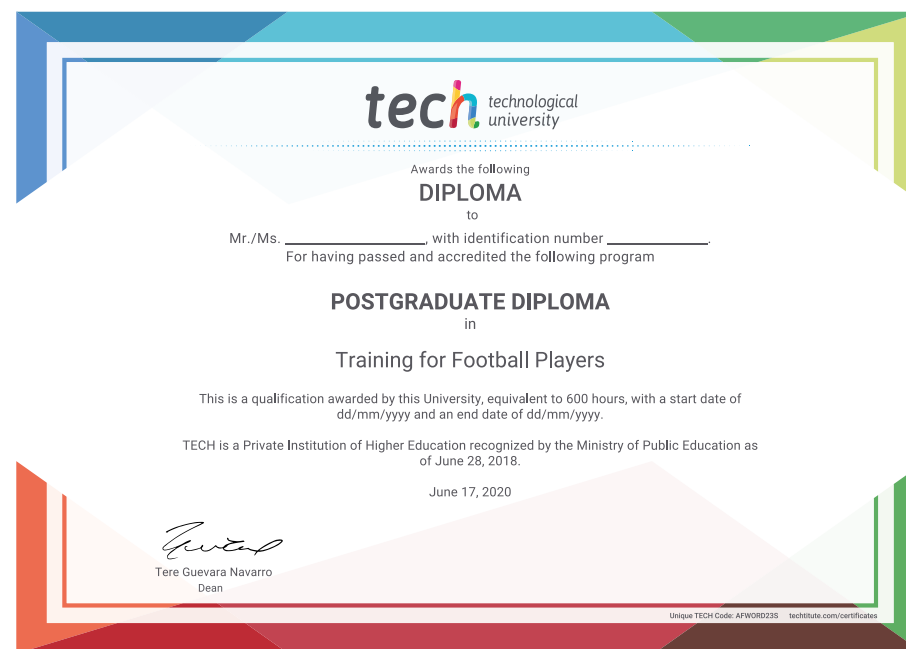 tech technological
university
Awards the following
DIPLOMA
to
Mr./Ms. ____________________, with identification number ______________.
For having passed and accredited the following program
POSTGRADUATE DIPLOMA
in
Training for Football Players
This is a qualification awarded by this University, equivalent to 600 hours, with a start date of
dd/mm/yyyy and an end date of dd/mm/yyyy.
TECH is a Private Institution of Higher Education recognized by the Ministry of Public Education as
of June 28, 2018.
June 17, 2020
Tere Guevara Navarro
Dean
Unique TECH Code: AFWORD23S techtitute.com/certificates